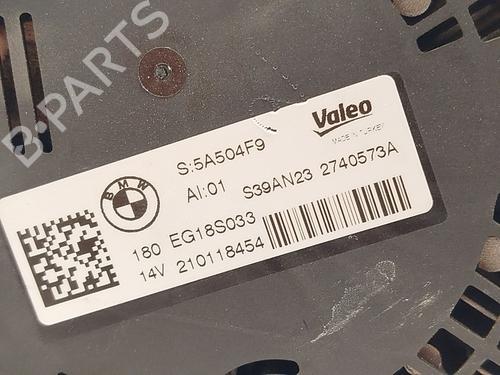 B-PARTS
Valeo
MADE IN TURKEY
S:5A504F9
AI:01
S39AN23 2740573A
BMW
180 EG18S033
14V 210118454